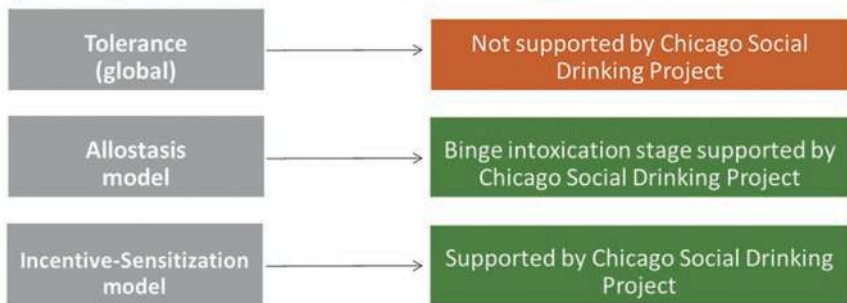 Tolerance
(global)
Not supported by Chicago Social
Drinking Project
Allostasis
model
Binge intoxication stage supported by
Chicago Social Drinking Project
Incentive-Sensitization
model
Supported by Chicago Social Drinking
Project